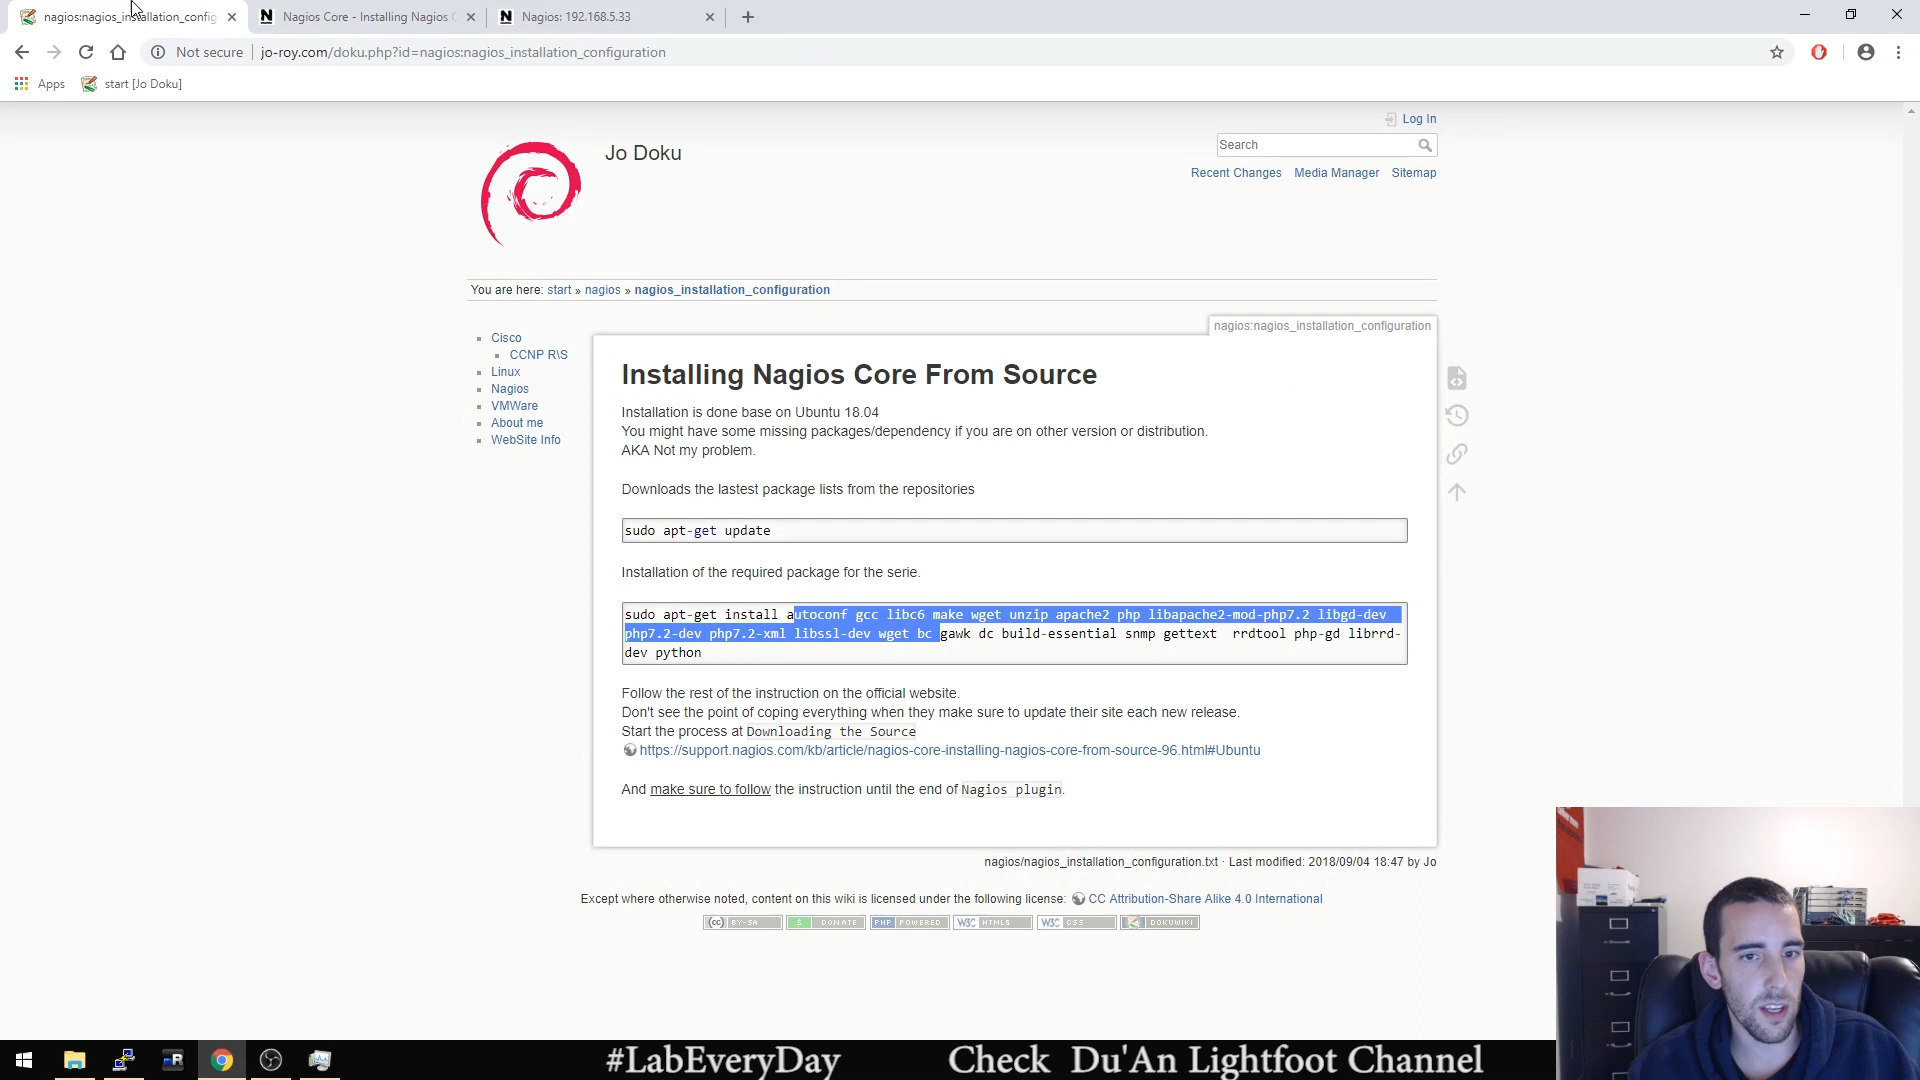 nagios:nagios_installation_config
Nagios Core - Installing Nagios C
Nagios: 192.168.5.33
Not secure
jo-roy.com/doku.php?id=nagios:nagios_installation_configuration
Apps
start [Jo Doku]
Log In
Jo Doku
Search
Recent Changes Media Manager Sitemap
You are here: start » nagios » nagios_installation_configuration
nagios:nagios_installation_configuration
Cisco
CCNP R\S
Linux
Nagios
VMWare
About me
WebSite Info
Installing Nagios Core From Source
Installation is done base on Ubuntu 18.04
You might have some missing packages/dependency if you are on other version or distribution.
AKA Not my problem.
Downloads the lastest package lists from the repositories
sudo apt-get update
Installation of the required package for the serie.
sudo apt-get install autoconf gcc libc6 make wget unzip apache2 php libapache2-mod-php7.2 libgd-dev
php7.2-dev php7.2-xml libssl-dev wget bc gawk dc build-essential snmp gettext  rrdtool php-gd librrd-
dev python
Follow the rest of the instruction on the official website.
Don't see the point of coping everything when they make sure to update their site each new release.
Start the process at Downloading the Source
https://support.nagios.com/kb/article/nagios-core-installing-nagios-core-from-source-96.html#Ubuntu
And make sure to follow the instruction until the end of Nagios plugin.
nagios/nagios_installation_configuration.txt · Last modified: 2018/09/04 18:47 by Jo
Except where otherwise noted, content on this wiki is licensed under the following license: CC Attribution-Share Alike 4.0 International
cc BY-SA $ DONATE PHP POWERED W3C HTML5 W3C CSS DOKUWIKI
#LabEveryDay Check Du'An Lightfoot Channel